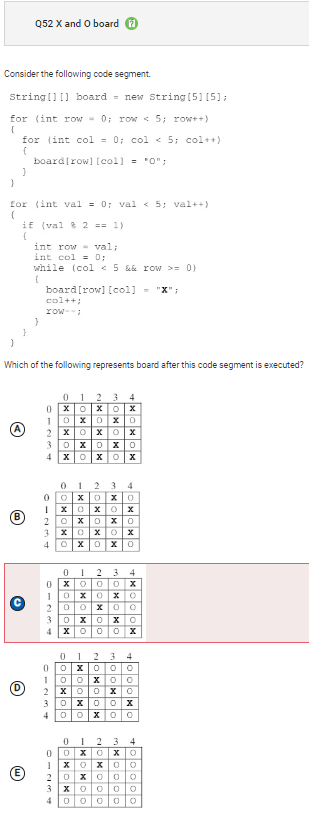 Q52 X and O board ?
Consider the following code segment.
String[][] board = new String[5][5];
for (int row = 0; row < 5; row++)
{
for (int col = 0; col < 5; col++)
{
board[row][col] = "O";
}
}
for (int val = 0; val < 5; val++)
{
if (val % 2 == 1)
{
int row = val;
int col = 0;
while (col < 5 && row >= 0)
{
board[row][col] = "X";
col++;
row--;
}
}
}
Which of the following represents board after this code segment is executed?
A
0 1 2 3 4
0 X O X O X
1 O X O X O
2 X O X O X
3 O X O X O
4 X O X O X
B
0 1 2 3 4
0 O X O X O
1 X O X O X
2 O X O X O
3 X O X O X
4 O X O X O
C
0 1 2 3 4
0 X O O O X
1 O X O X O
2 O O X O O
3 O X O X O
4 X O O O X
D
0 1 2 3 4
0 O X O O O
1 O O X O O
2 X O O X O
3 O X O O X
4 O O X O O
E
0 1 2 3 4
0 O X O X O
1 X O X O O
2 O X O O O
3 X O O O O
4 O O O O O